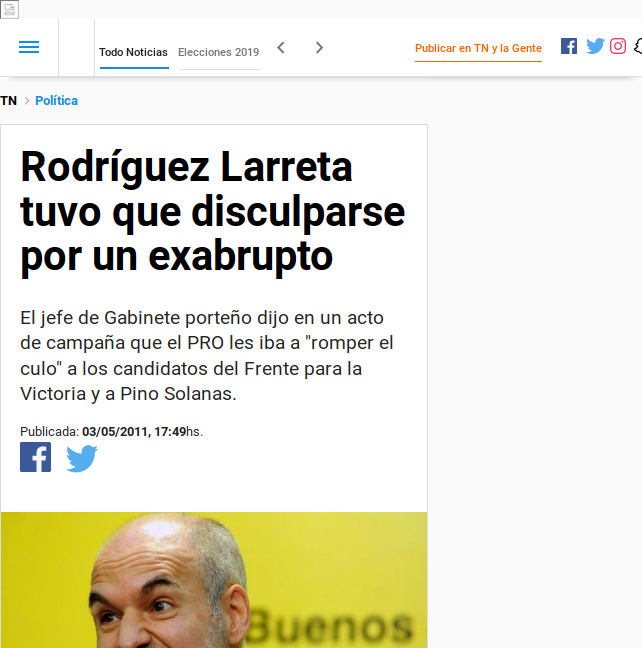 Todo Noticias
Elecciones 2019
Publicar en TN y la Gente
TN
Política
Rodríguez Larreta
tuvo que disculparse
por un exabrupto
El jefe de Gabinete porteño dijo en un acto
de campaña que el PRO les iba a "romper el
culo" a los candidatos del Frente para la
Victoria y a Pino Solanas.
Publicada: 03/05/2011, 17:49hs.
Buenos